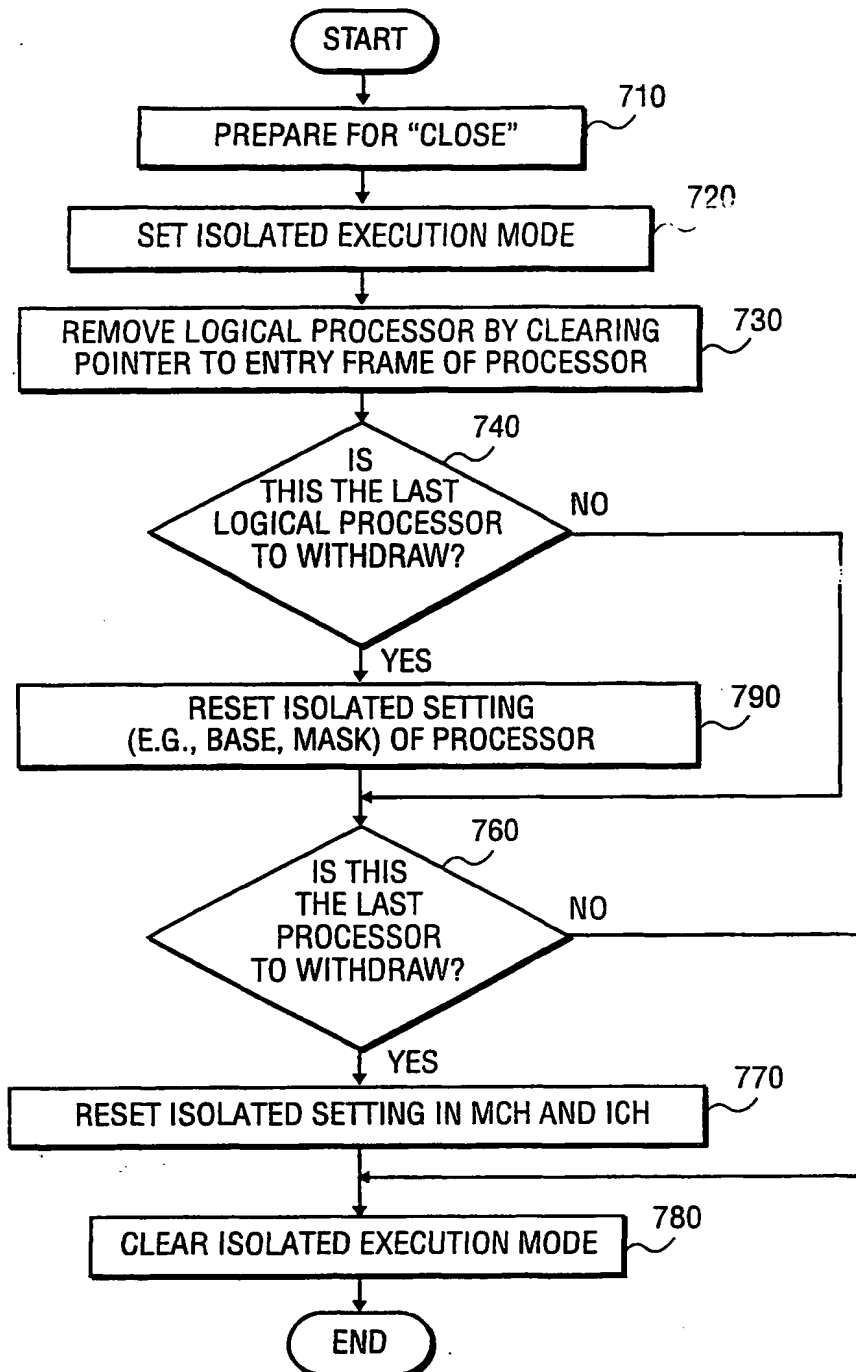 START
710
PREPARE FOR “CLOSE”
720
SET ISOLATED EXECUTION MODE
730
REMOVE LOGICAL PROCESSOR BY CLEARING
POINTER TO ENTRY FRAME OF PROCESSOR
740
IS
THIS THE LAST
LOGICAL PROCESSOR
TO WITHDRAW?
NO
YES
790
RESET ISOLATED SETTING
(E.G., BASE, MASK) OF PROCESSOR
760
IS THIS
THE LAST
PROCESSOR
TO WITHDRAW?
NO
YES
770
RESET ISOLATED SETTING IN MCH AND ICH
780
CLEAR ISOLATED EXECUTION MODE
END